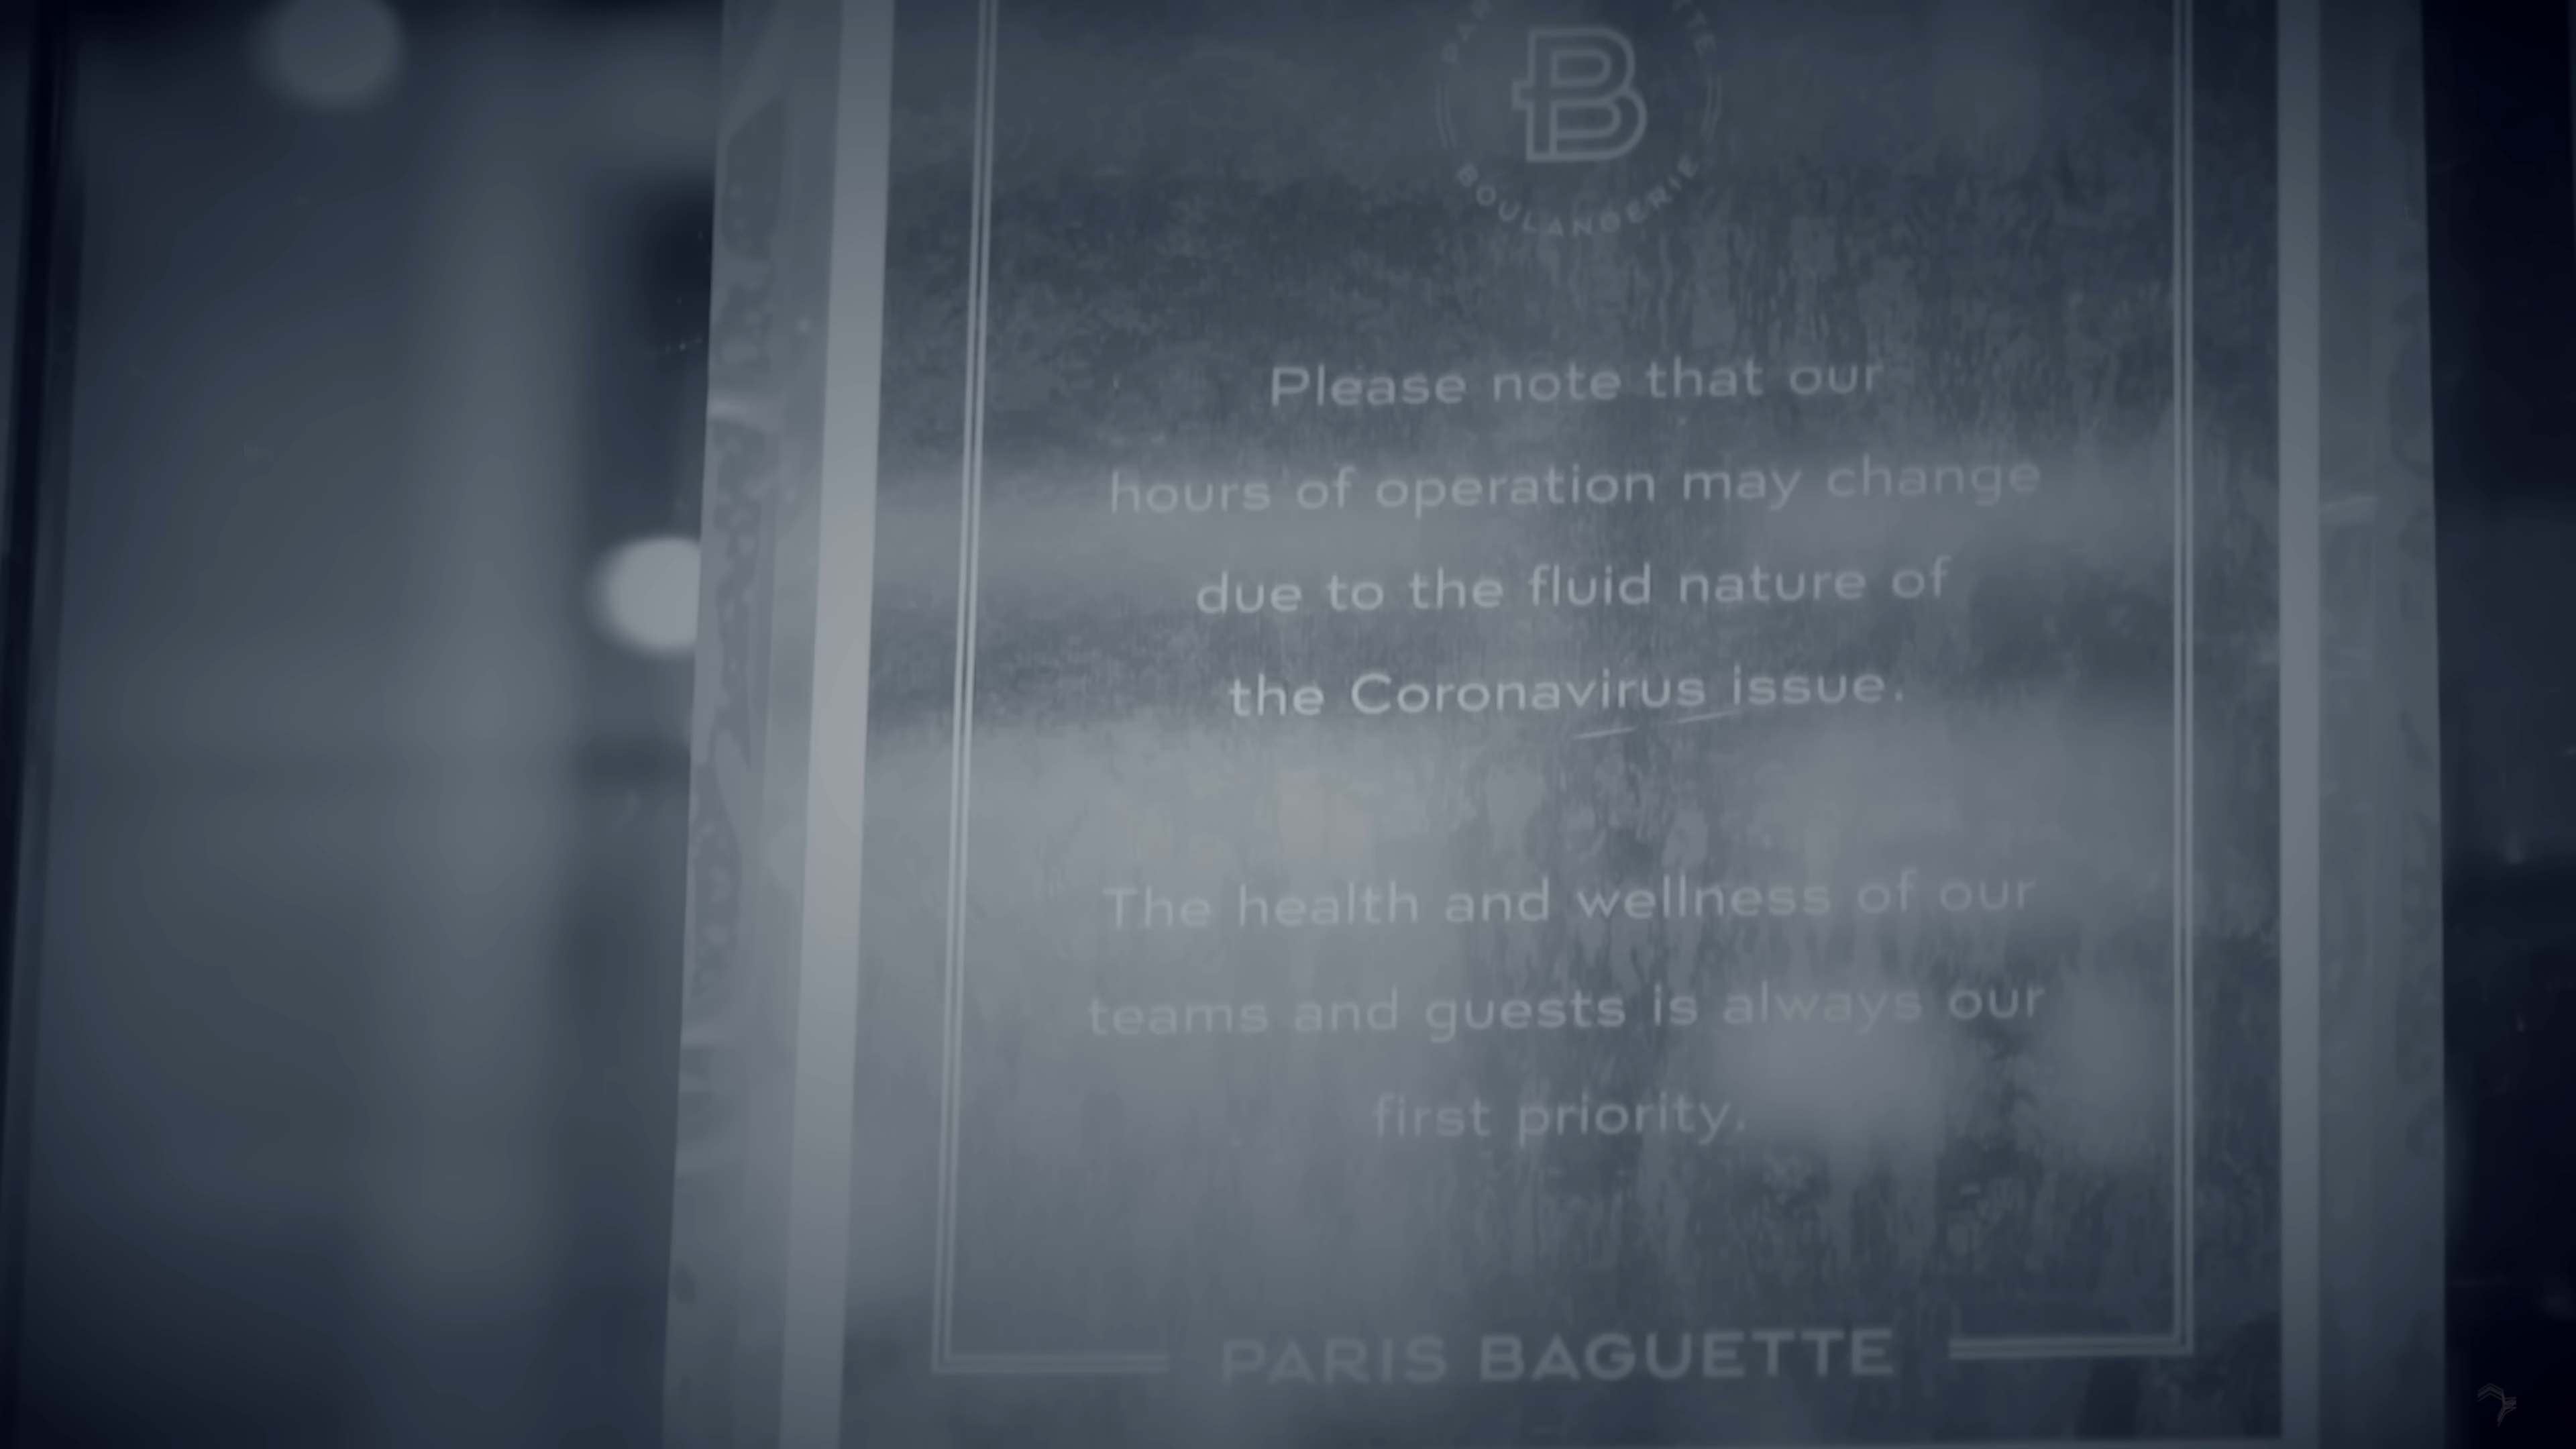 B
BOULANGERIE
Please note that our
hours of operation may change
due to the fluid nature of
the Coronavirus issue.
The health and wellness of our
teams and guests is always our
first priority.
PARIS BAGUETTE